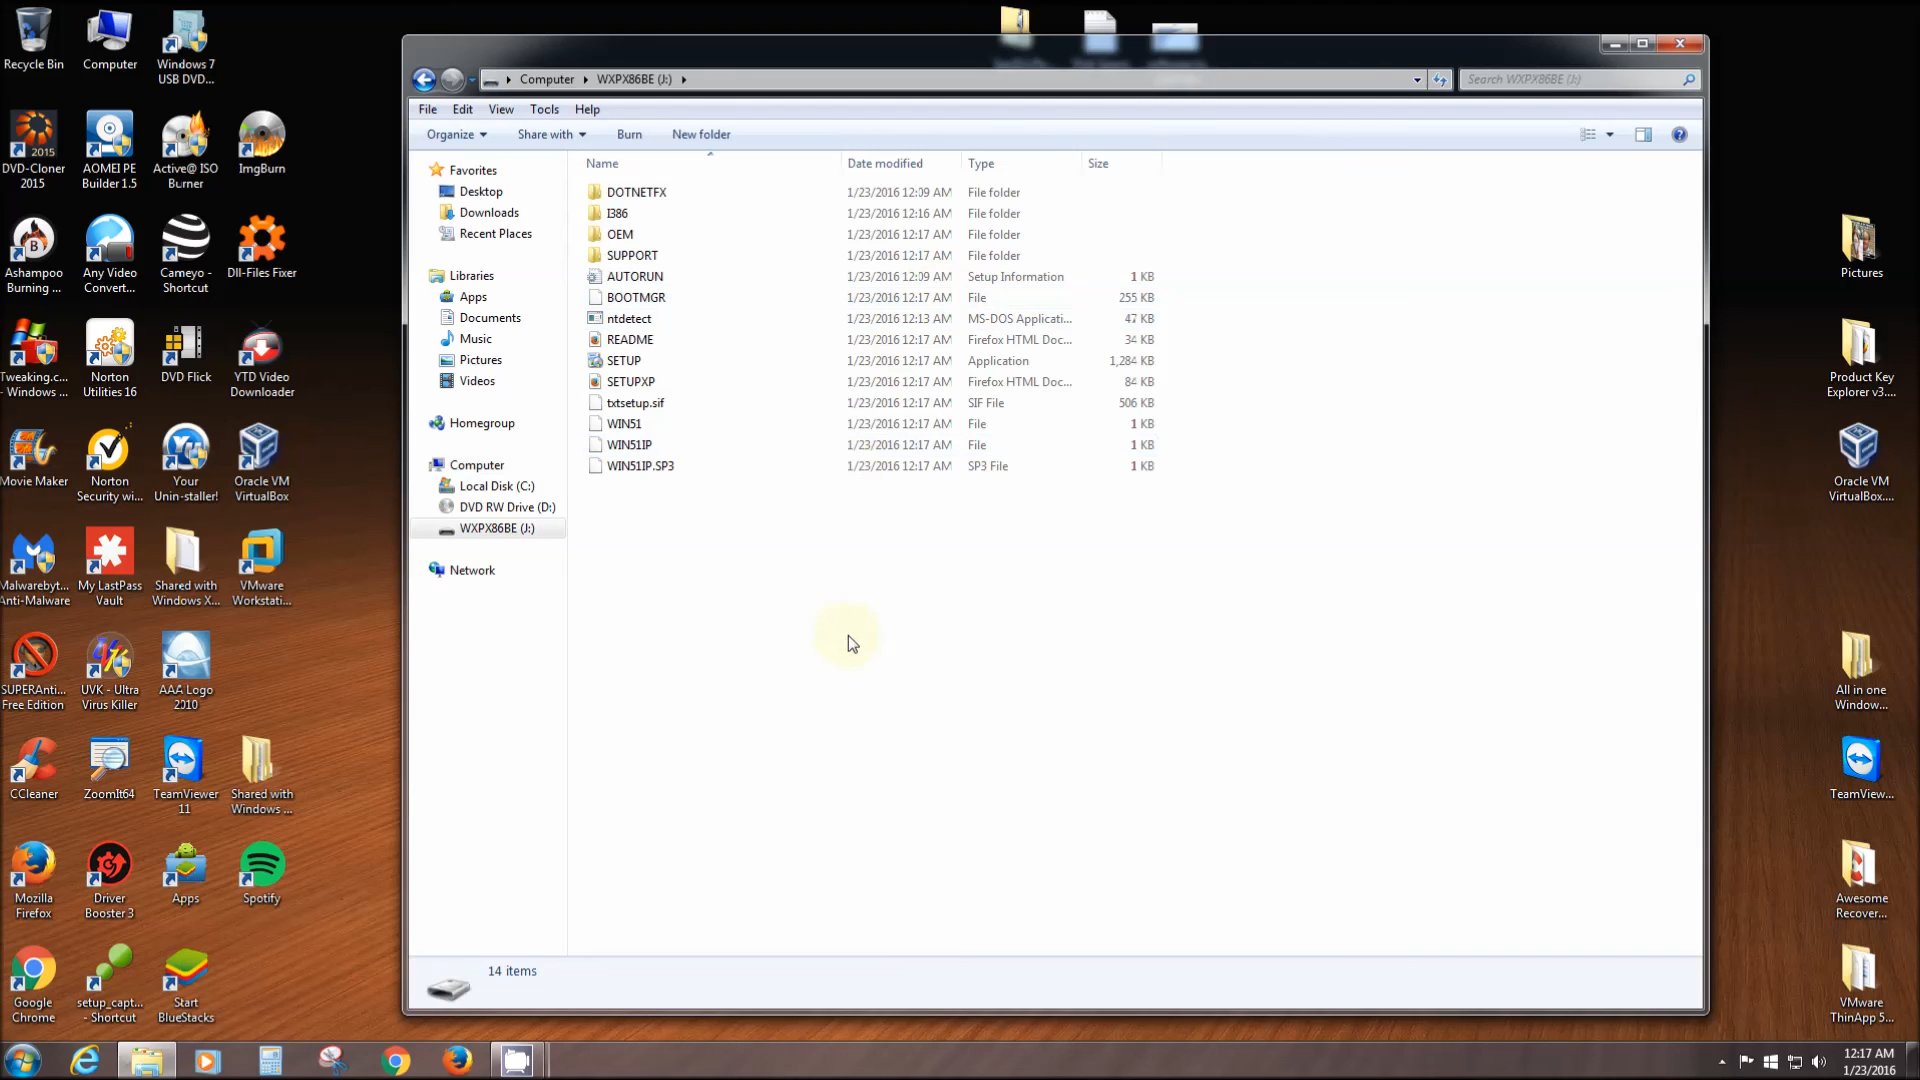 Recycle Bin
Computer
Windows 7
USB DVD...
DVD-Cloner
2015
AOMEI PE
Builder 1.5
Active@ ISO
Burner
ImgBurn
Ashampoo
Burning ...
Any Video
Convert...
Cameyo -
Shortcut
Dll-Files Fixer
Tweaking.c...
- Windows ...
Norton
Utilities 16
DVD Flick
YTD Video
Downloader
Movie Maker
Norton
Security wi...
Your
Unin-staller!
Oracle VM
VirtualBox
Malwarebyt...
Anti-Malware
My LastPass
Vault
Shared with
Windows X...
VMware
Workstati...
SUPERAnti...
Free Edition
UVK - Ultra
Virus Killer
AAA Logo
2010
CCleaner
ZoomIt64
TeamViewer
11
Shared with
Windows ...
Mozilla
Firefox
Driver
Booster 3
Apps
Spotify
Google
Chrome
setup_capt...
- Shortcut
Start
BlueStacks
Computer WXPX86BE (J:)
Search WXPX86BE (J:)
File Edit View Tools Help
Organize Share with Burn New folder
Favorites
Desktop
Downloads
Recent Places
Libraries
Apps
Documents
Music
Pictures
Videos
Homegroup
Computer
Local Disk (C:)
DVD RW Drive (D:)
WXPX86BE (J:)
Network
Name Date modified Type Size
DOTNETFX 1/23/2016 12:09 AM File folder
I386 1/23/2016 12:16 AM File folder
OEM 1/23/2016 12:17 AM File folder
SUPPORT 1/23/2016 12:17 AM File folder
AUTORUN 1/23/2016 12:09 AM Setup Information 1 KB
BOOTMGR 1/23/2016 12:17 AM File 255 KB
ntdetect 1/23/2016 12:13 AM MS-DOS Applicati... 47 KB
README 1/23/2016 12:17 AM Firefox HTML Doc... 34 KB
SETUP 1/23/2016 12:17 AM Application 1,284 KB
SETUPXP 1/23/2016 12:17 AM Firefox HTML Doc... 84 KB
txtsetup.sif 1/23/2016 12:17 AM SIF File 506 KB
WIN51 1/23/2016 12:17 AM File 1 KB
WIN51IP 1/23/2016 12:17 AM File 1 KB
WIN51IP.SP3 1/23/2016 12:17 AM SP3 File 1 KB
14 items
Pictures
Product Key
Explorer v3....
Oracle VM
VirtualBox....
All in one
Window...
TeamView...
Awesome
Recover...
VMware
ThinApp 5...
12:17 AM
1/23/2016